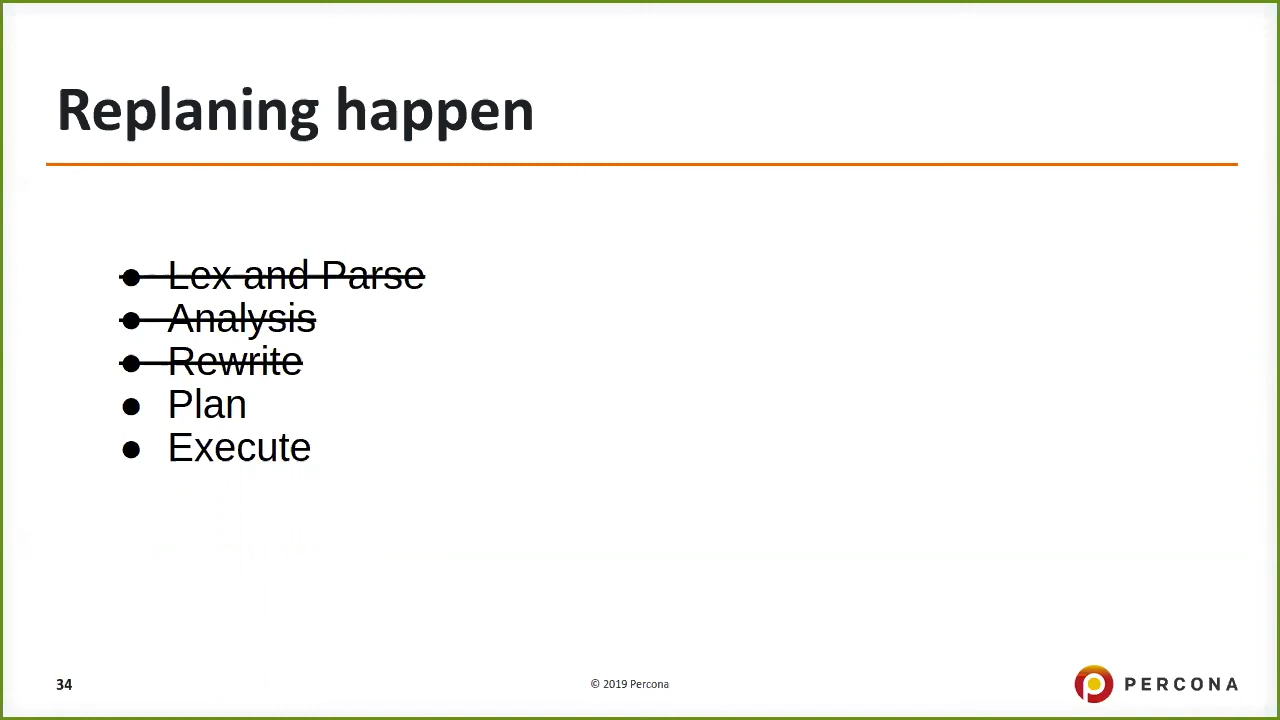 Replaning happen
● Lex and Parse
● Analysis
● Rewrite
● Plan
● Execute
34
© 2019 Percona
PERCONA